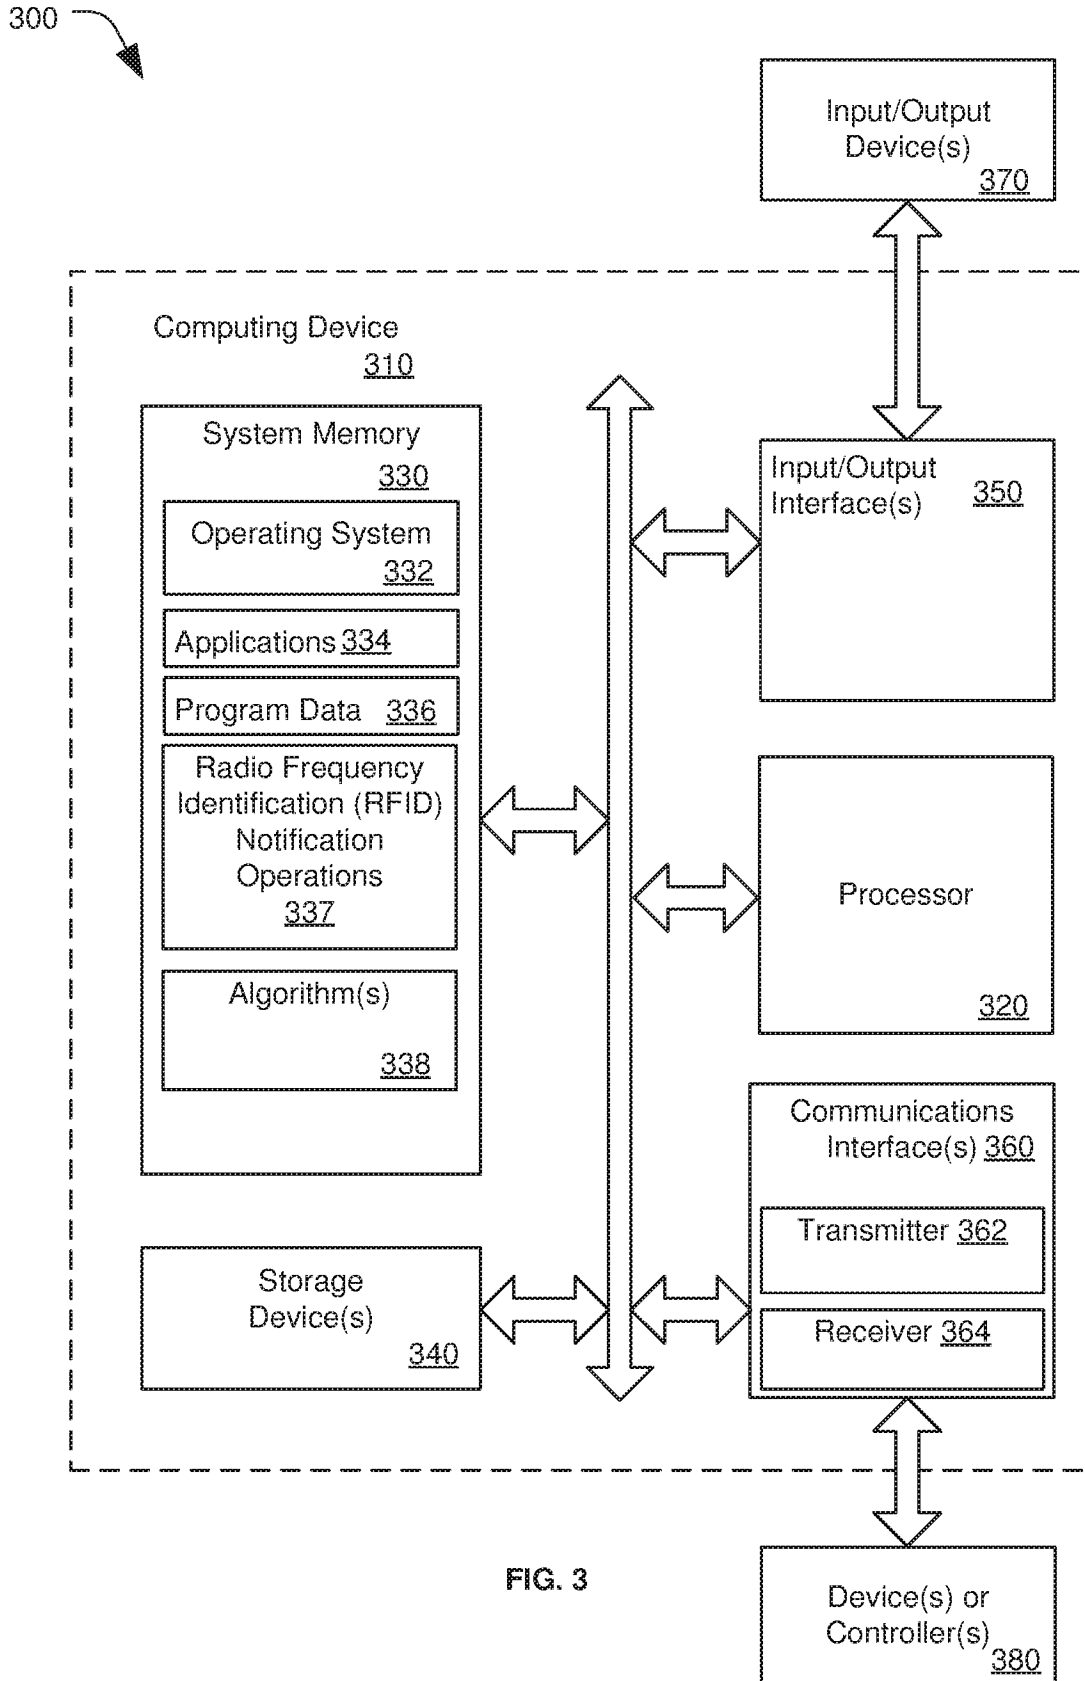 300
Input/Output
Device(s)
370
Computing Device
310
System Memory
330
Operating System
332
Applications 334
Program Data 336
Radio Frequency
Identification (RFID)
Notification
Operations
337
Algorithm(s)
338
Storage
Device(s)
340
Input/Output
Interface(s) 350
Processor
320
Communications
Interface(s) 360
Transmitter 362
Receiver 364
FIG. 3
Device(s) or
Controller(s)
380